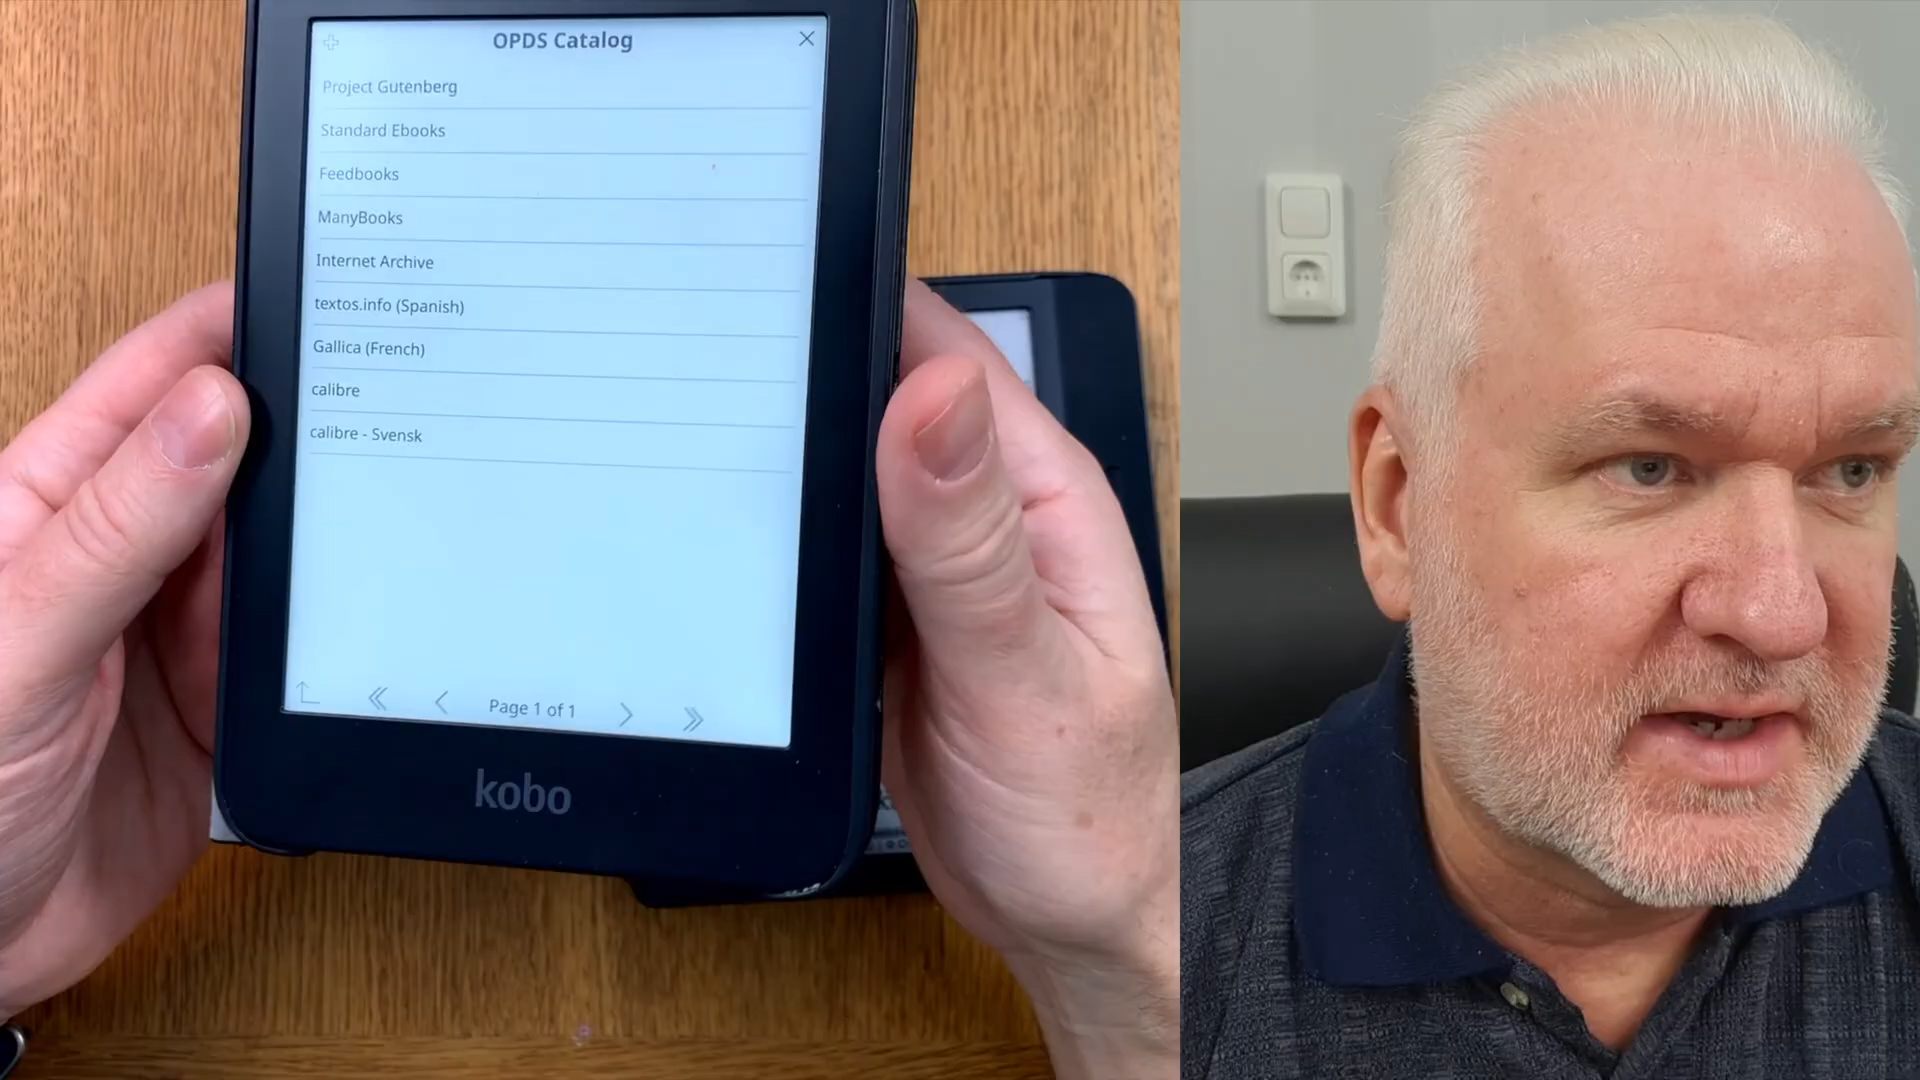 OPDS Catalog
Project Gutenberg
Standard Ebooks
Feedbooks
ManyBooks
Internet Archive
textos.info (Spanish)
Gallica (French)
calibre
calibre - Svensk
Page 1 of 1
kobo